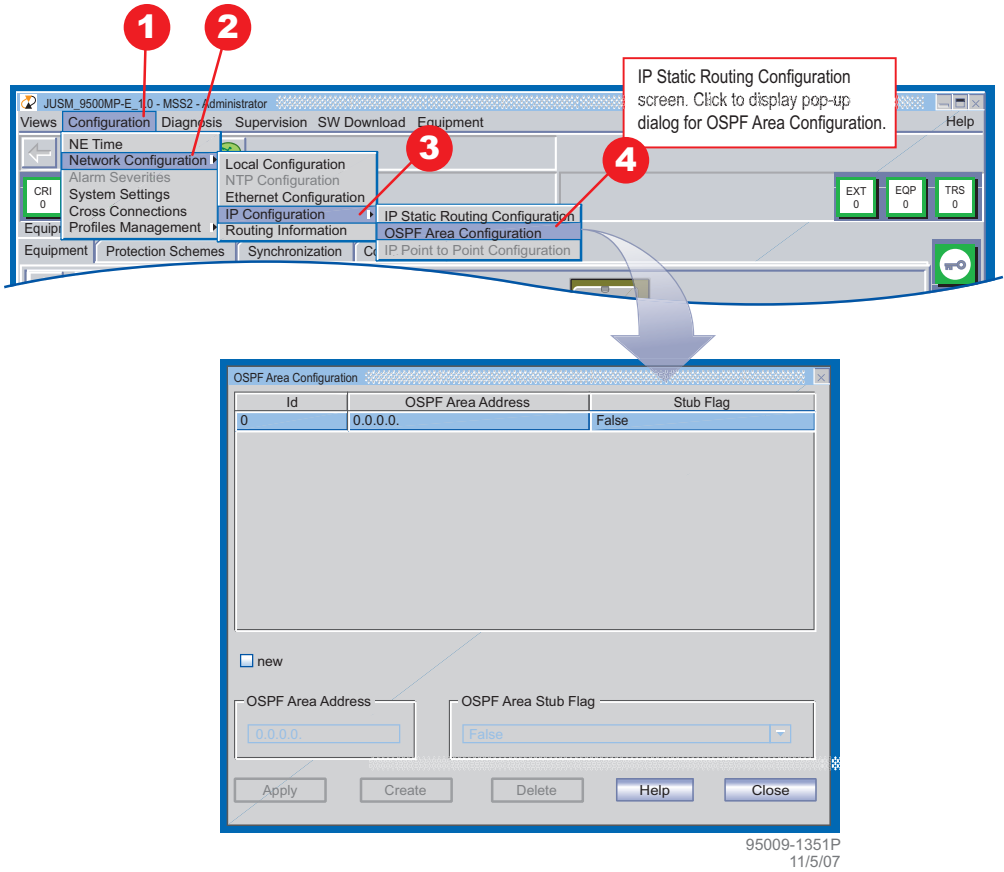 1 2
IP Static Routing Configuration
screen. Click to display pop-up
dialog for OSPF Area Configuration.
JUSM_9500MP-E_1.0 - MSS2 - Administrator
Views Configuration Diagnosis Supervision SW Download Equipment Help
NE Time
Network Configuration
Alarm Severities
System Settings
Cross Connections
Profiles Management
3
Local Configuration
NTP Configuration
Ethernet Configuration
IP Configuration
Routing Information
4
IP Static Routing Configuration
OSPF Area Configuration
IP Point to Point Configuration
CRI
0
EXT
0
EQP
0
TRS
0
Equip
Equipment Protection Schemes Synchronization Co
OSPF Area Configuration
Id OSPF Area Address Stub Flag
0 0.0.0.0. False
new
OSPF Area Address OSPF Area Stub Flag
0.0.0.0. False
Apply Create Delete Help Close
95009-1351P
11/5/07